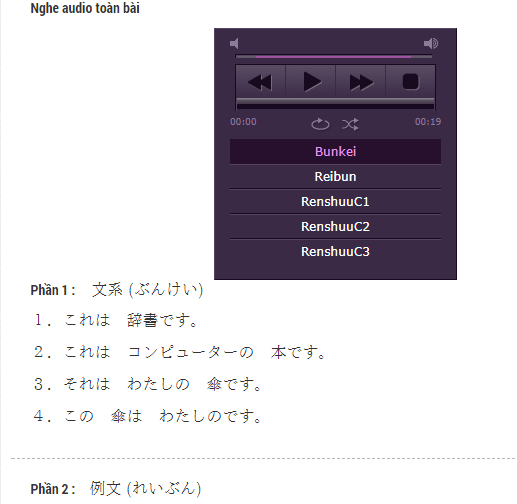 Nghe audio toàn bài
00:00 00:19
Bunkei
Reibun
RenshuuC1
RenshuuC2
RenshuuC3
Phần 1 :　文系 (ぶんけい)
１．これは　辞書です。
２．これは　コンピューターの　本です。
３．それは　わたしの　傘です。
４．この　傘は　わたしのです。
Phần 2 :　例文 (れいぶん)